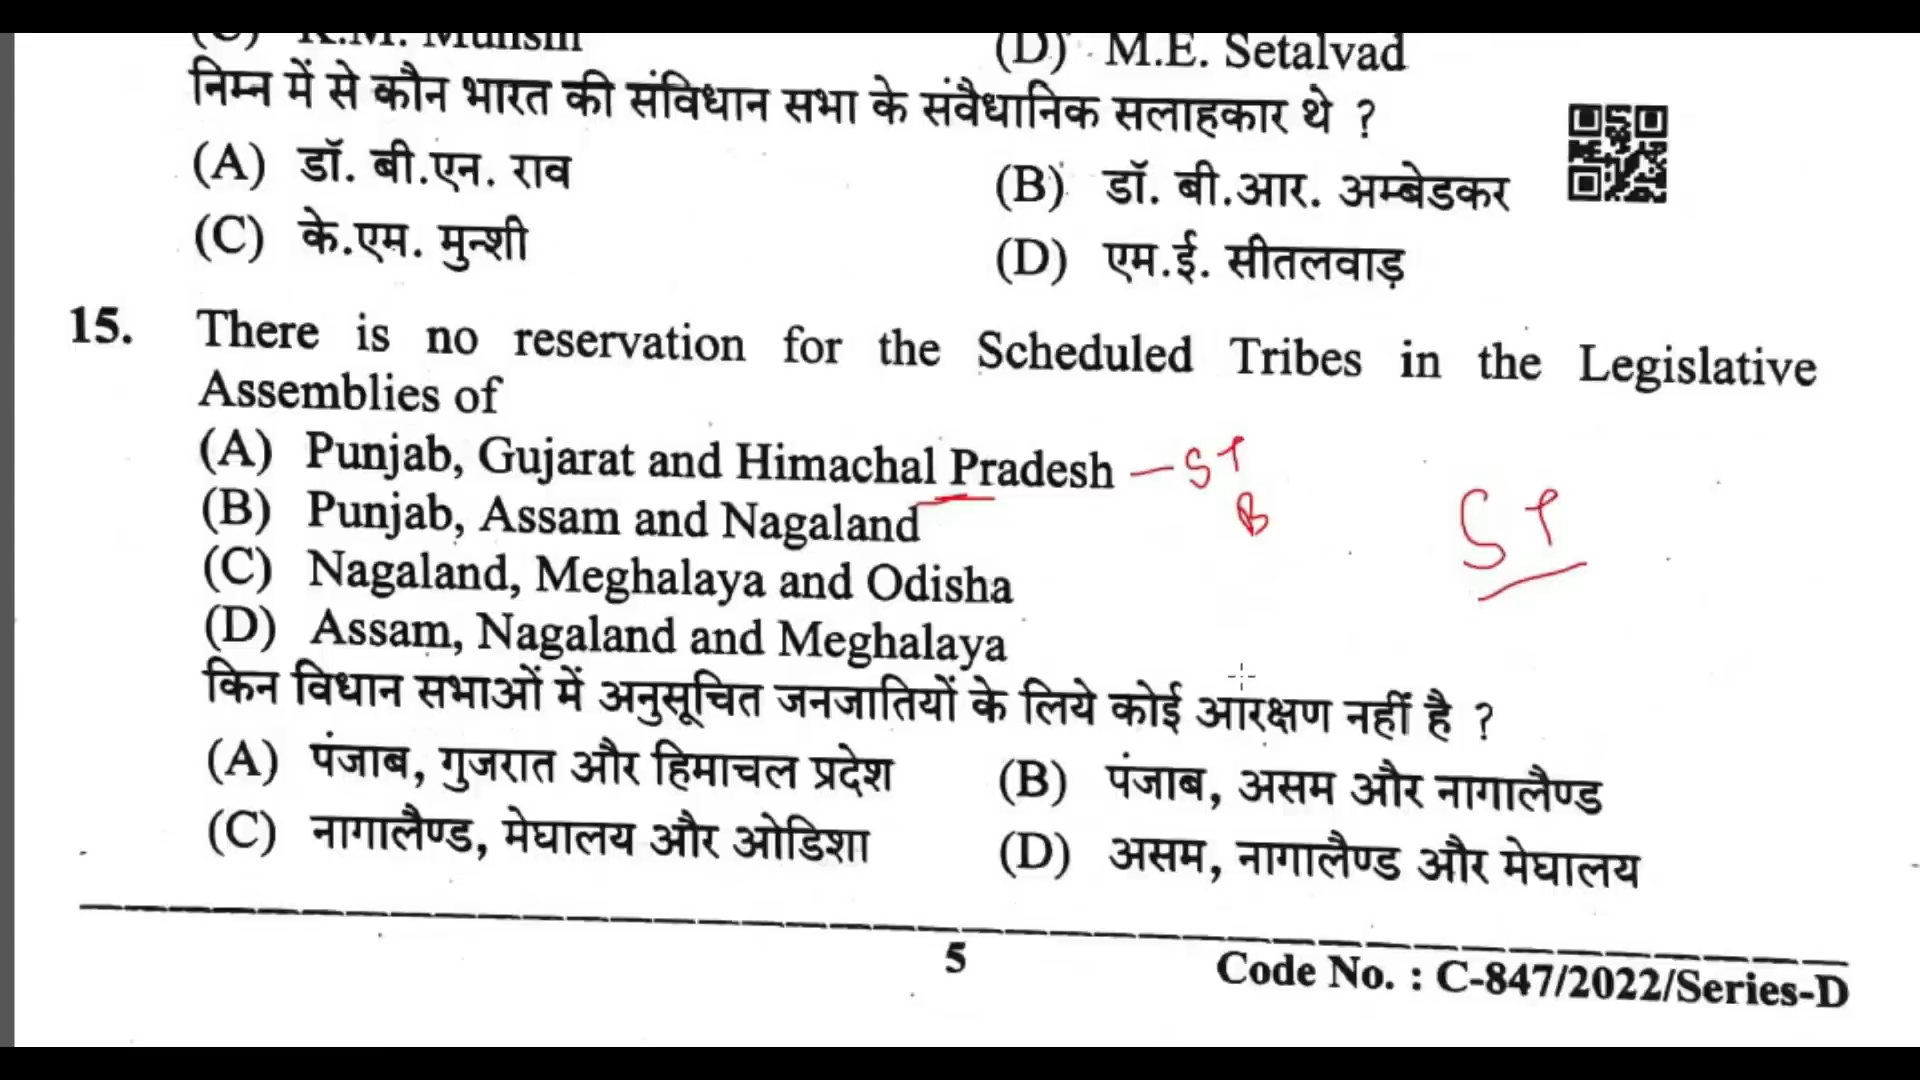 (C) K.M. Munshi (D) M.E. Setalvad
निम्न में से कौन भारत की संविधान सभा के संवैधानिक सलाहकार थे ?
(A) डॉ. बी.एन. राव (B) डॉ. बी.आर. अम्बेडकर
(C) के.एम. मुन्शी (D) एम.ई. सीतलवाड़
15. There is no reservation for the Scheduled Tribes in the Legislative
Assemblies of
(A) Punjab, Gujarat and Himachal Pradesh – ST
B
ST
(B) Punjab, Assam and Nagaland
(C) Nagaland, Meghalaya and Odisha
(D) Assam, Nagaland and Meghalaya
किन विधान सभाओं में अनुसूचित जनजातियों के लिये कोई आरक्षण नहीं है ?
(A) पंजाब, गुजरात और हिमाचल प्रदेश (B) पंजाब, असम और नागालैण्ड
(C) नागालैण्ड, मेघालय और ओडिशा (D) असम, नागालैण्ड और मेघालय
5
Code No. : C-847/2022/Series-D